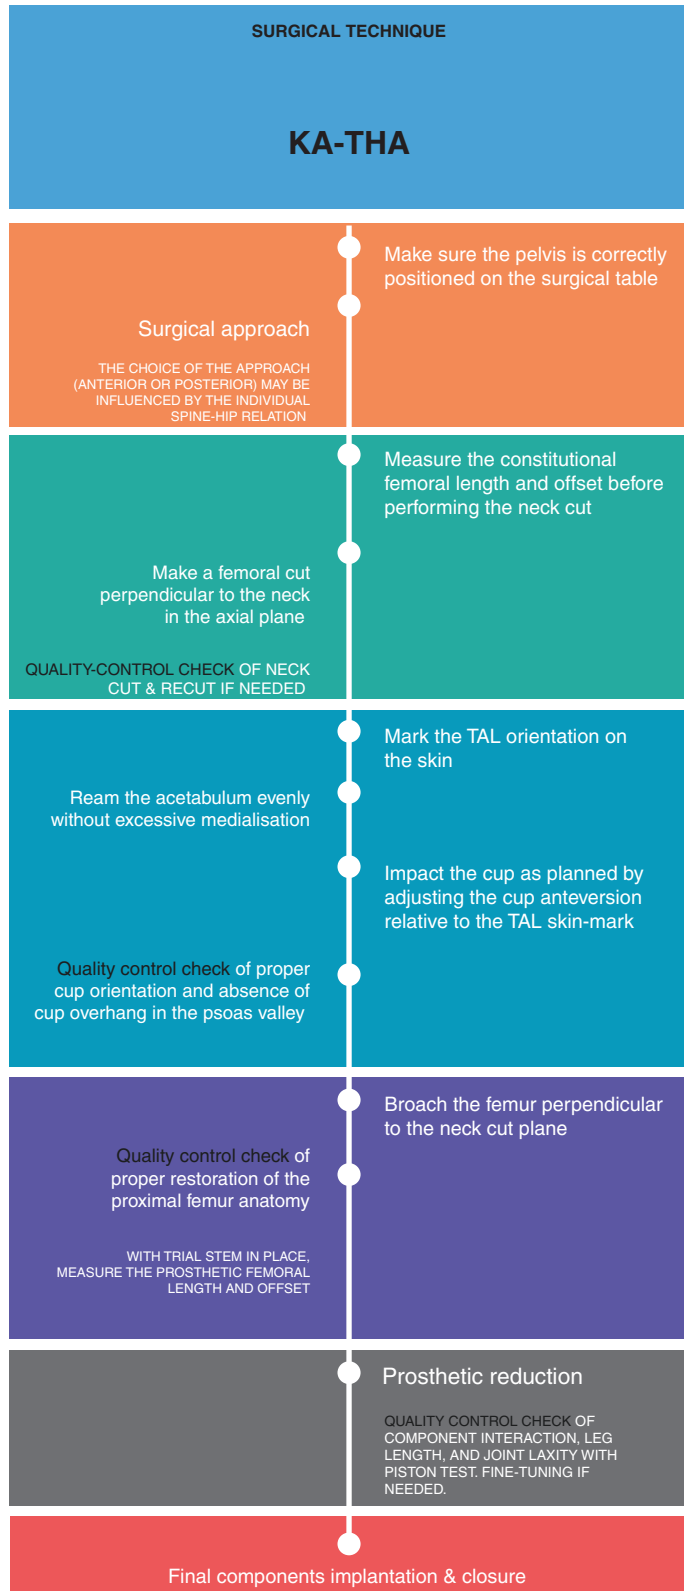 SURGICAL TECHNIQUE
KA-THA
Make sure the pelvis is correctly
positioned on the surgical table
Surgical approach
THE CHOICE OF THE APPROACH
(ANTERIOR OR POSTERIOR) MAY BE
INFLUENCED BY THE INDIVIDUAL
SPINE-HIP RELATION
Measure the constitutional
femoral length and offset before
performing the neck cut
Make a femoral cut
perpendicular to the neck
in the axial plane
QUALITY-CONTROL CHECK OF NECK
CUT & RECUT IF NEEDED
Mark the TAL orientation on
the skin
Ream the acetabulum evenly
without excessive medialisation
Impact the cup as planned by
adjusting the cup anteversion
relative to the TAL skin-mark
Quality control check of proper
cup orientation and absence of
cup overhang in the psoas valley
Broach the femur perpendicular
to the neck cut plane
Quality control check of
proper restoration of the
proximal femur anatomy
WITH TRIAL STEM IN PLACE,
MEASURE THE PROSTHETIC FEMORAL
LENGTH AND OFFSET
Prosthetic reduction
QUALITY CONTROL CHECK OF
COMPONENT INTERACTION, LEG
LENGTH, AND JOINT LAXITY WITH
PISTON TEST. FINE-TUNING IF
NEEDED.
Final components implantation & closure